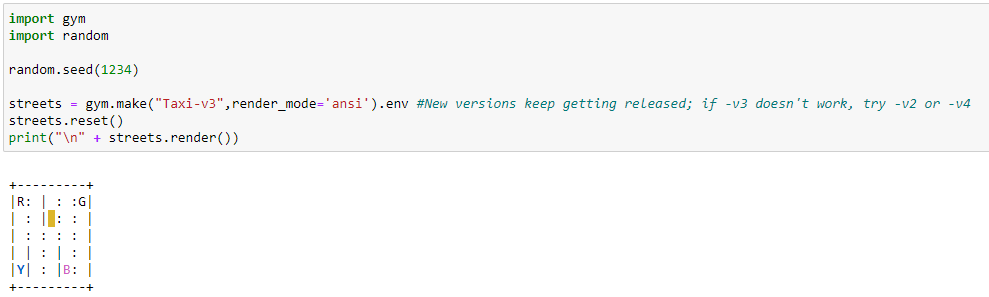 import gym
import random
random.seed(1234)
streets = gym.make("Taxi-v3",render_mode='ansi').env #New versions keep getting released; if -v3 doesn't work, try -v2 or -v4
streets.reset()
print("\n" + streets.render())
+---------+
|R: | : :G|
| : | : : |
| : : : : |
| | : | : |
|Y| : |B: |
+---------+